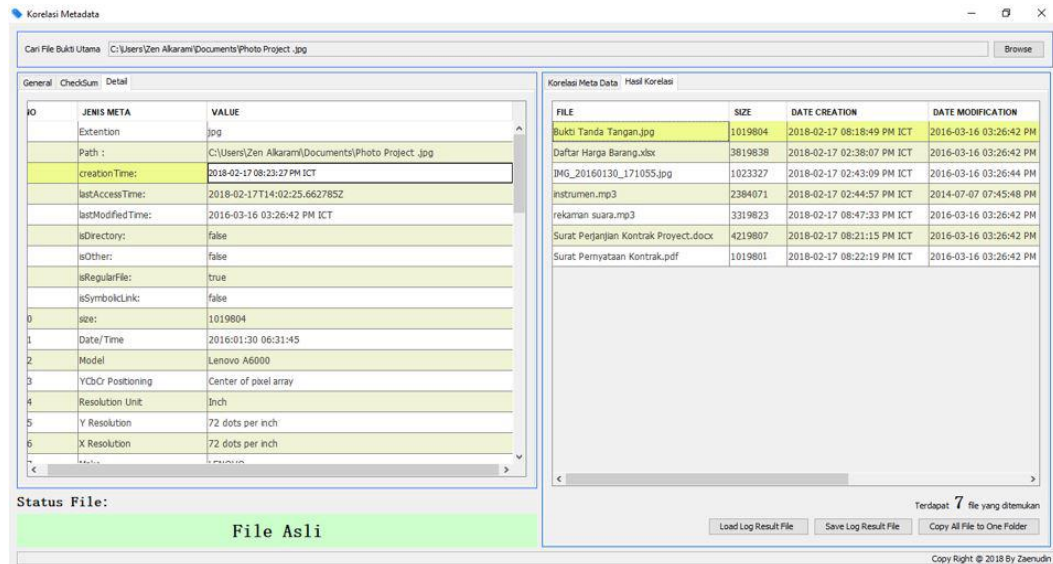 Korelasi Metadata
Cari File Bukti Utama C:\Users\Zen Alkarami\Documents\Photo Project .jpg Browse
General CheckSum Detail
NO JENIS META VALUE
Extention jpg
Path : C:\Users\Zen Alkarami\Documents\Photo Project .jpg
creationTime: 2018-02-17 08:23:27 PM ICT
lastAccessTime: 2018-02-17T14:02:25.662785Z
lastModifiedTime: 2016-03-16 03:26:42 PM ICT
isDirectory: false
isOther: false
isRegularFile: true
isSymbolicLink: false
0 size: 1019804
1 Date/Time 2016:01:30 06:31:45
2 Model Lenovo A6000
3 YCbCr Positioning Center of pixel array
4 Resolution Unit Inch
5 Y Resolution 72 dots per inch
6 X Resolution 72 dots per inch
Status File:
File Asli
Korelasi Meta Data Hasil Korelasi
FILE SIZE DATE CREATION DATE MODIFICATION
Bukti Tanda Tangan.jpg 1019804 2018-02-17 08:18:49 PM ICT 2016-03-16 03:26:42 PM
Daftar Harga Barang.xlsx 3819838 2018-02-17 02:38:07 PM ICT 2016-03-16 03:26:42 PM
IMG_20160130_171055.jpg 1023327 2018-02-17 02:43:09 PM ICT 2016-03-16 03:26:44 PM
instrumen.mp3 2384071 2018-02-17 02:44:57 PM ICT 2014-07-07 07:45:48 PM
rekaman suara.mp3 3319823 2018-02-17 08:47:33 PM ICT 2016-03-16 03:26:42 PM
Surat Perjanjian Kontrak Proyect.docx 4219807 2018-02-17 08:21:15 PM ICT 2016-03-16 03:26:42 PM
Surat Pernyataan Kontrak.pdf 1019801 2018-02-17 08:22:19 PM ICT 2016-03-16 03:26:42 PM
Terdapat 7 file yang ditemukan
Load Log Result File Save Log Result File Copy All File to One Folder
Copy Right @ 2018 By Zaenudin